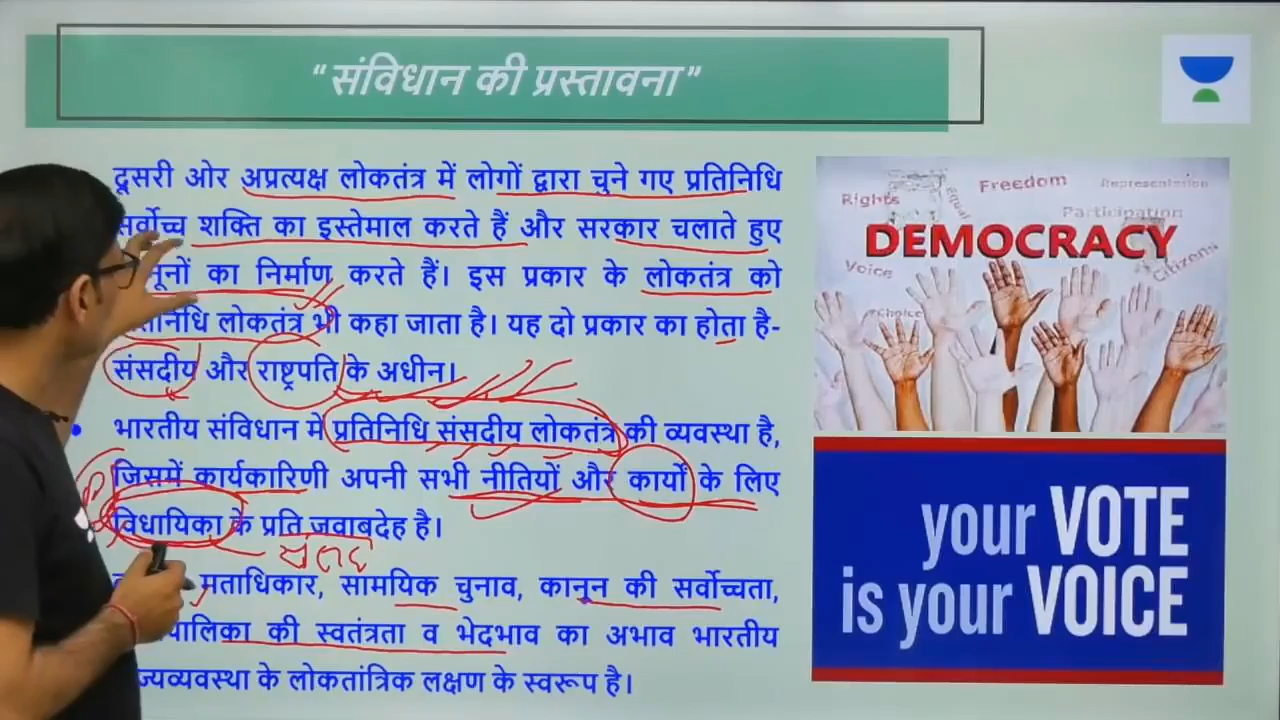 “संविधान की प्रस्तावना”
दूसरी ओर अप्रत्यक्ष लोकतंत्र में लोगों द्वारा चुने गए प्रतिनिधि
सर्वोच्च शक्ति का इस्तेमाल करते हैं और सरकार चलाते हुए
का निर्माण करते हैं। इस प्रकार के लोकतंत्र को
लोकतंत्र भी कहा जाता है। यह दो प्रकार का होता है-
संसदीय और राष्ट्रपति के अधीन।
• भारतीय संविधान में प्रतिनिधि संसदीय लोकतंत्र की व्यवस्था है,
जिसमें कार्यकारिणी अपनी सभी नीतियों और कार्यों के लिए
विधायिका के प्रति जवाबदेह है।
संसद
मताधिकार, सामयिक चुनाव, कानून की सर्वोच्चता,
की स्वतंत्रता व भेदभाव का अभाव भारतीय
के लोकतांत्रिक लक्षण के स्वरूप है।
Rights
equal
Freedom
Representation
Participation
DEMOCRACY
Voice
Citizens
Choice
your VOTE
is your VOICE